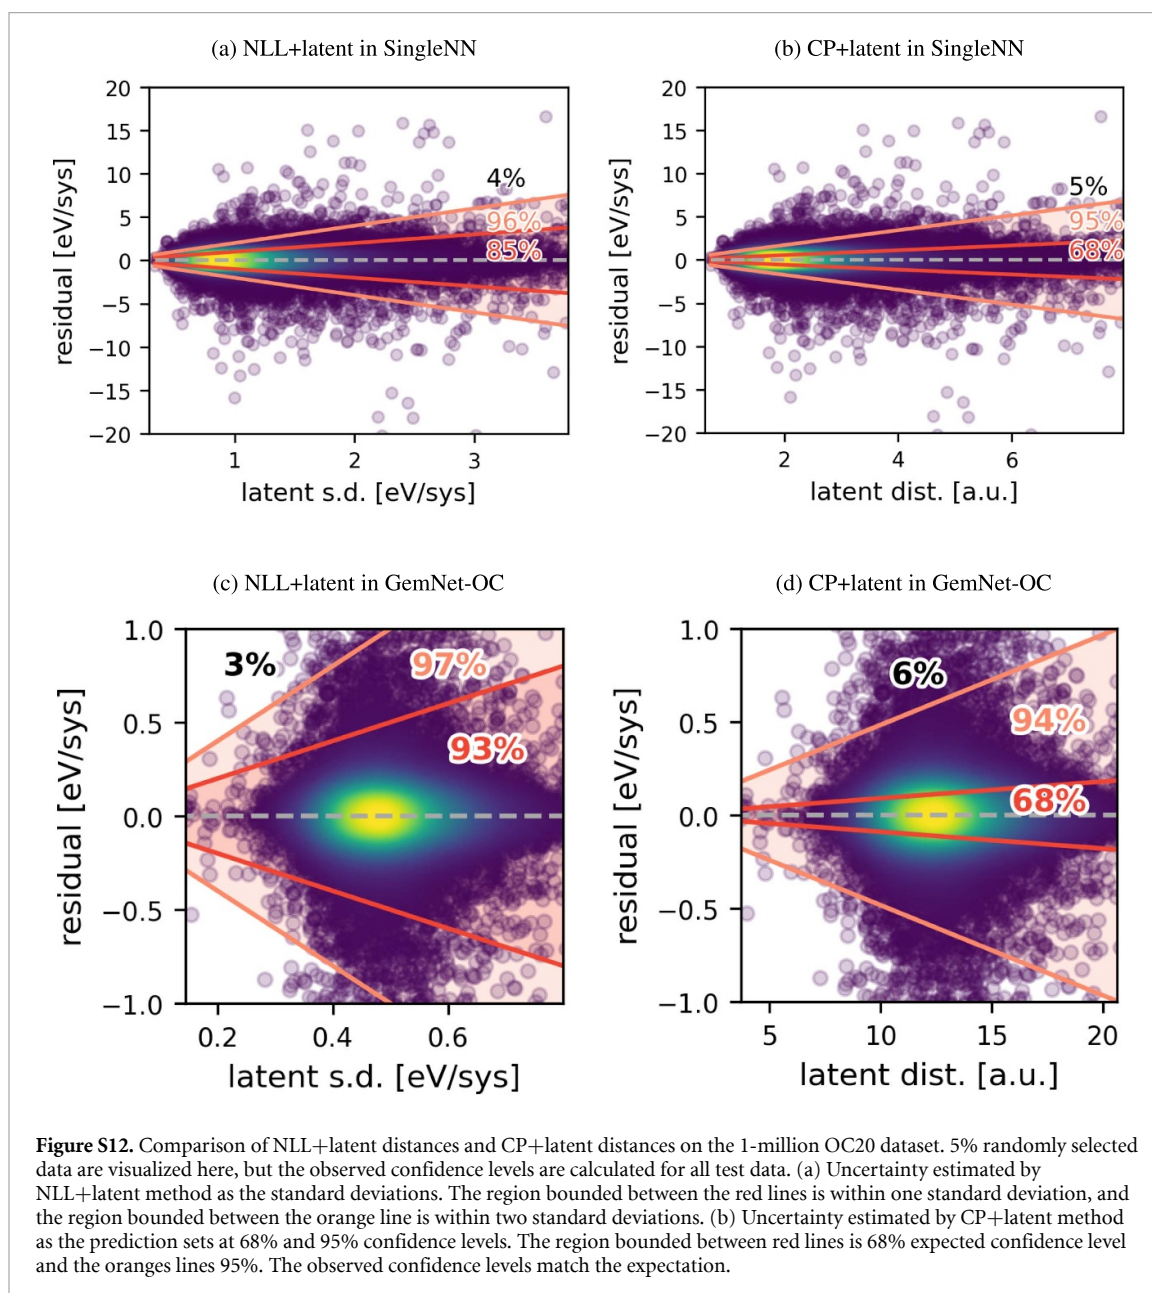 (a) NLL+latent in SingleNN
20
15
10
5
0
−5
−10
−15
−20
residual [eV/sys]
4%
96%
85%
1
2
3
latent s.d. [eV/sys]
(b) CP+latent in SingleNN
20
15
10
5
0
−5
−10
−15
−20
residual [eV/sys]
5%
95%
68%
2
4
6
latent dist. [a.u.]
(c) NLL+latent in GemNet-OC
1.0
0.5
0.0
−0.5
−1.0
residual [eV/sys]
3%
97%
93%
0.2
0.4
0.6
latent s.d. [eV/sys]
(d) CP+latent in GemNet-OC
1.0
0.5
0.0
−0.5
−1.0
residual [eV/sys]
6%
94%
68%
5
10
15
20
latent dist. [a.u.]
Figure S12. Comparison of NLL+latent distances and CP+latent distances on the 1-million OC20 dataset. 5% randomly selected
data are visualized here, but the observed confidence levels are calculated for all test data. (a) Uncertainty estimated by
NLL+latent method as the standard deviations. The region bounded between the red lines is within one standard deviation, and
the region bounded between the orange line is within two standard deviations. (b) Uncertainty estimated by CP+latent method
as the prediction sets at 68% and 95% confidence levels. The region bounded between red lines is 68% expected confidence level
and the oranges lines 95%. The observed confidence levels match the expectation.